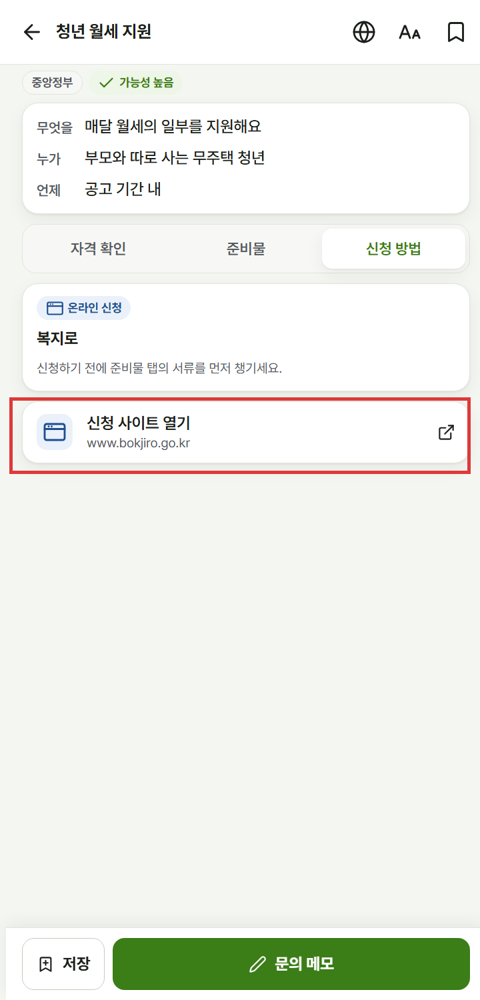 청년 월세 지원
중앙정부
가능성 높음
무엇을 매달 월세의 일부를 지원해요
누가 부모와 따로 사는 무주택 청년
언제 공고 기간 내
자격 확인 준비물 신청 방법
온라인 신청
복지로
신청하기 전에 준비물 탭의 서류를 먼저 챙기세요.
신청 사이트 열기
www.bokjiro.go.kr
저장 문의 메모